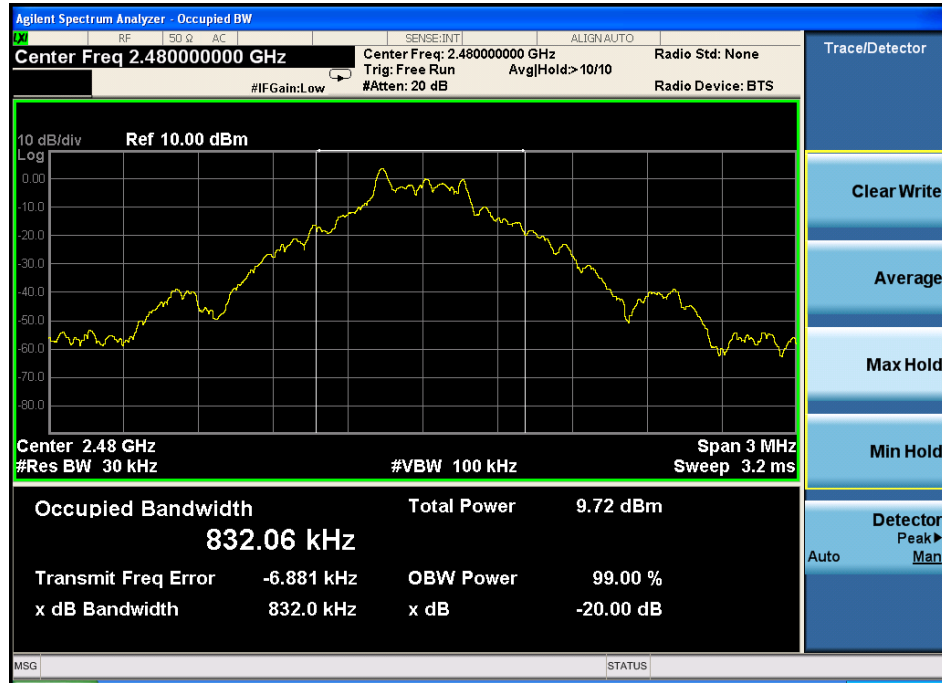 Agilent Spectrum Analyzer - Occupied BW
LXI RF 50 Ω AC SENSE:INT ALIGN AUTO
Center Freq 2.480000000 GHz
Center Freq: 2.480000000 GHz
Radio Std: None
Trig: Free Run Avg|Hold:> 10/10
#IFGain:Low
#Atten: 20 dB
Radio Device: BTS
10 dB/div Ref 10.00 dBm
Log
0.00
-10.0
-20.0
-30.0
-40.0
-50.0
-60.0
-70.0
-80.0
Center 2.48 GHz
Span 3 MHz
#Res BW 30 kHz
#VBW 100 kHz
Sweep 3.2 ms
Occupied Bandwidth
832.06 kHz
Total Power 9.72 dBm
Transmit Freq Error -6.881 kHz
OBW Power 99.00 %
x dB Bandwidth 832.0 kHz
x dB -20.00 dB
MSG
STATUS
Trace/Detector
Clear Write
Average
Max Hold
Min Hold
Detector
Peak▶
Auto Man